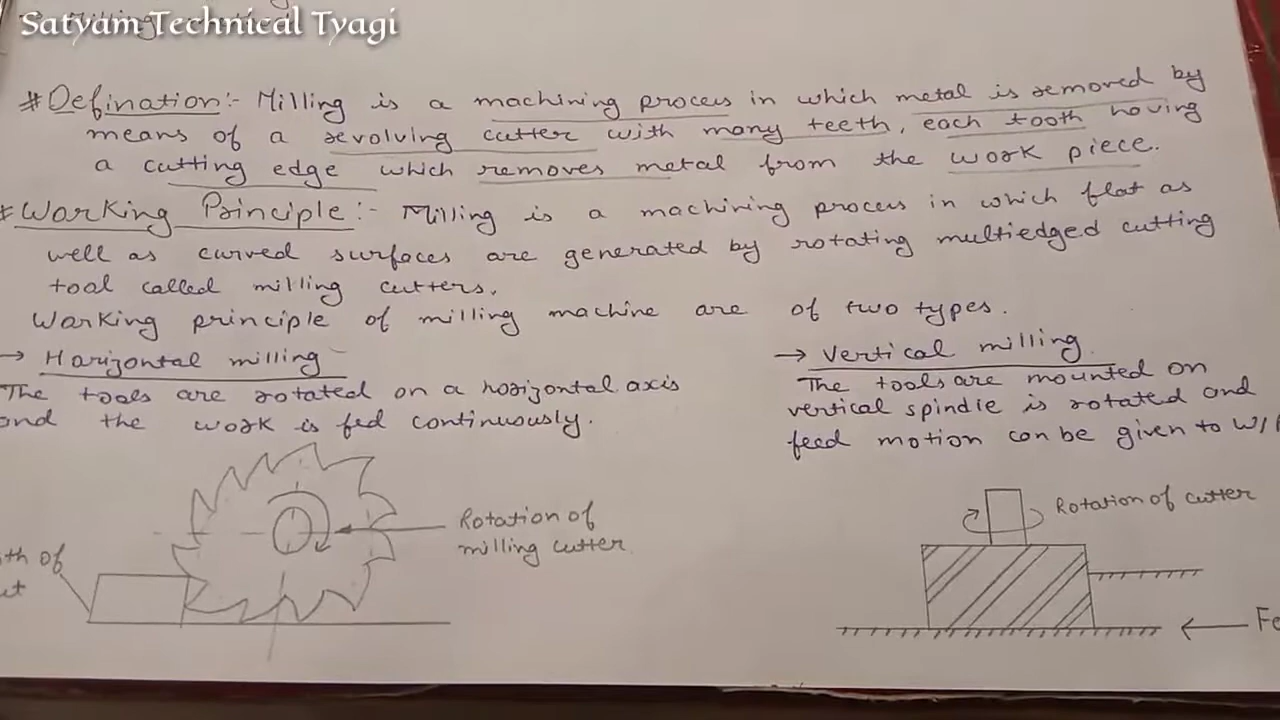 Satyam Technical Tyagi
#Defination:- Milling is a machining process in which metal is removed by
means of a revolving cutter with many teeth, each tooth having
a cutting edge which removes metal from the work piece.
#Working Principle:- Milling is a machining process in which flat as
well as curved surfaces are generated by rotating multiedged cutting
tool called milling cutters.
Working principle of milling machine are of two types.
→ Horizontal milling
The tools are rotated on a horizontal axis
and the work is fed continuously.
→ Vertical milling.
The tools are mounted on
vertical spindle is rotated and
feed motion can be given to W/
Rotation of
milling cutter
th of
ut
Rotation of cutter
Fe